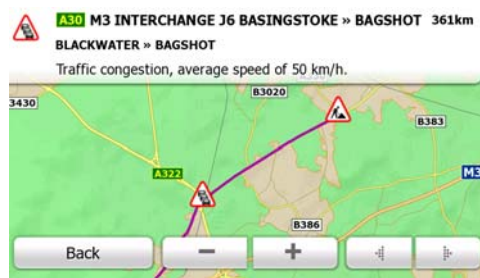 A30 M3 INTERCHANGE J6 BASINGSTOKE » BAGSHOT 361km
BLACKWATER » BAGSHOT
Traffic congestion, average speed of 50 km/h.
B3020
3430
B383
A322
M3
B386
Back